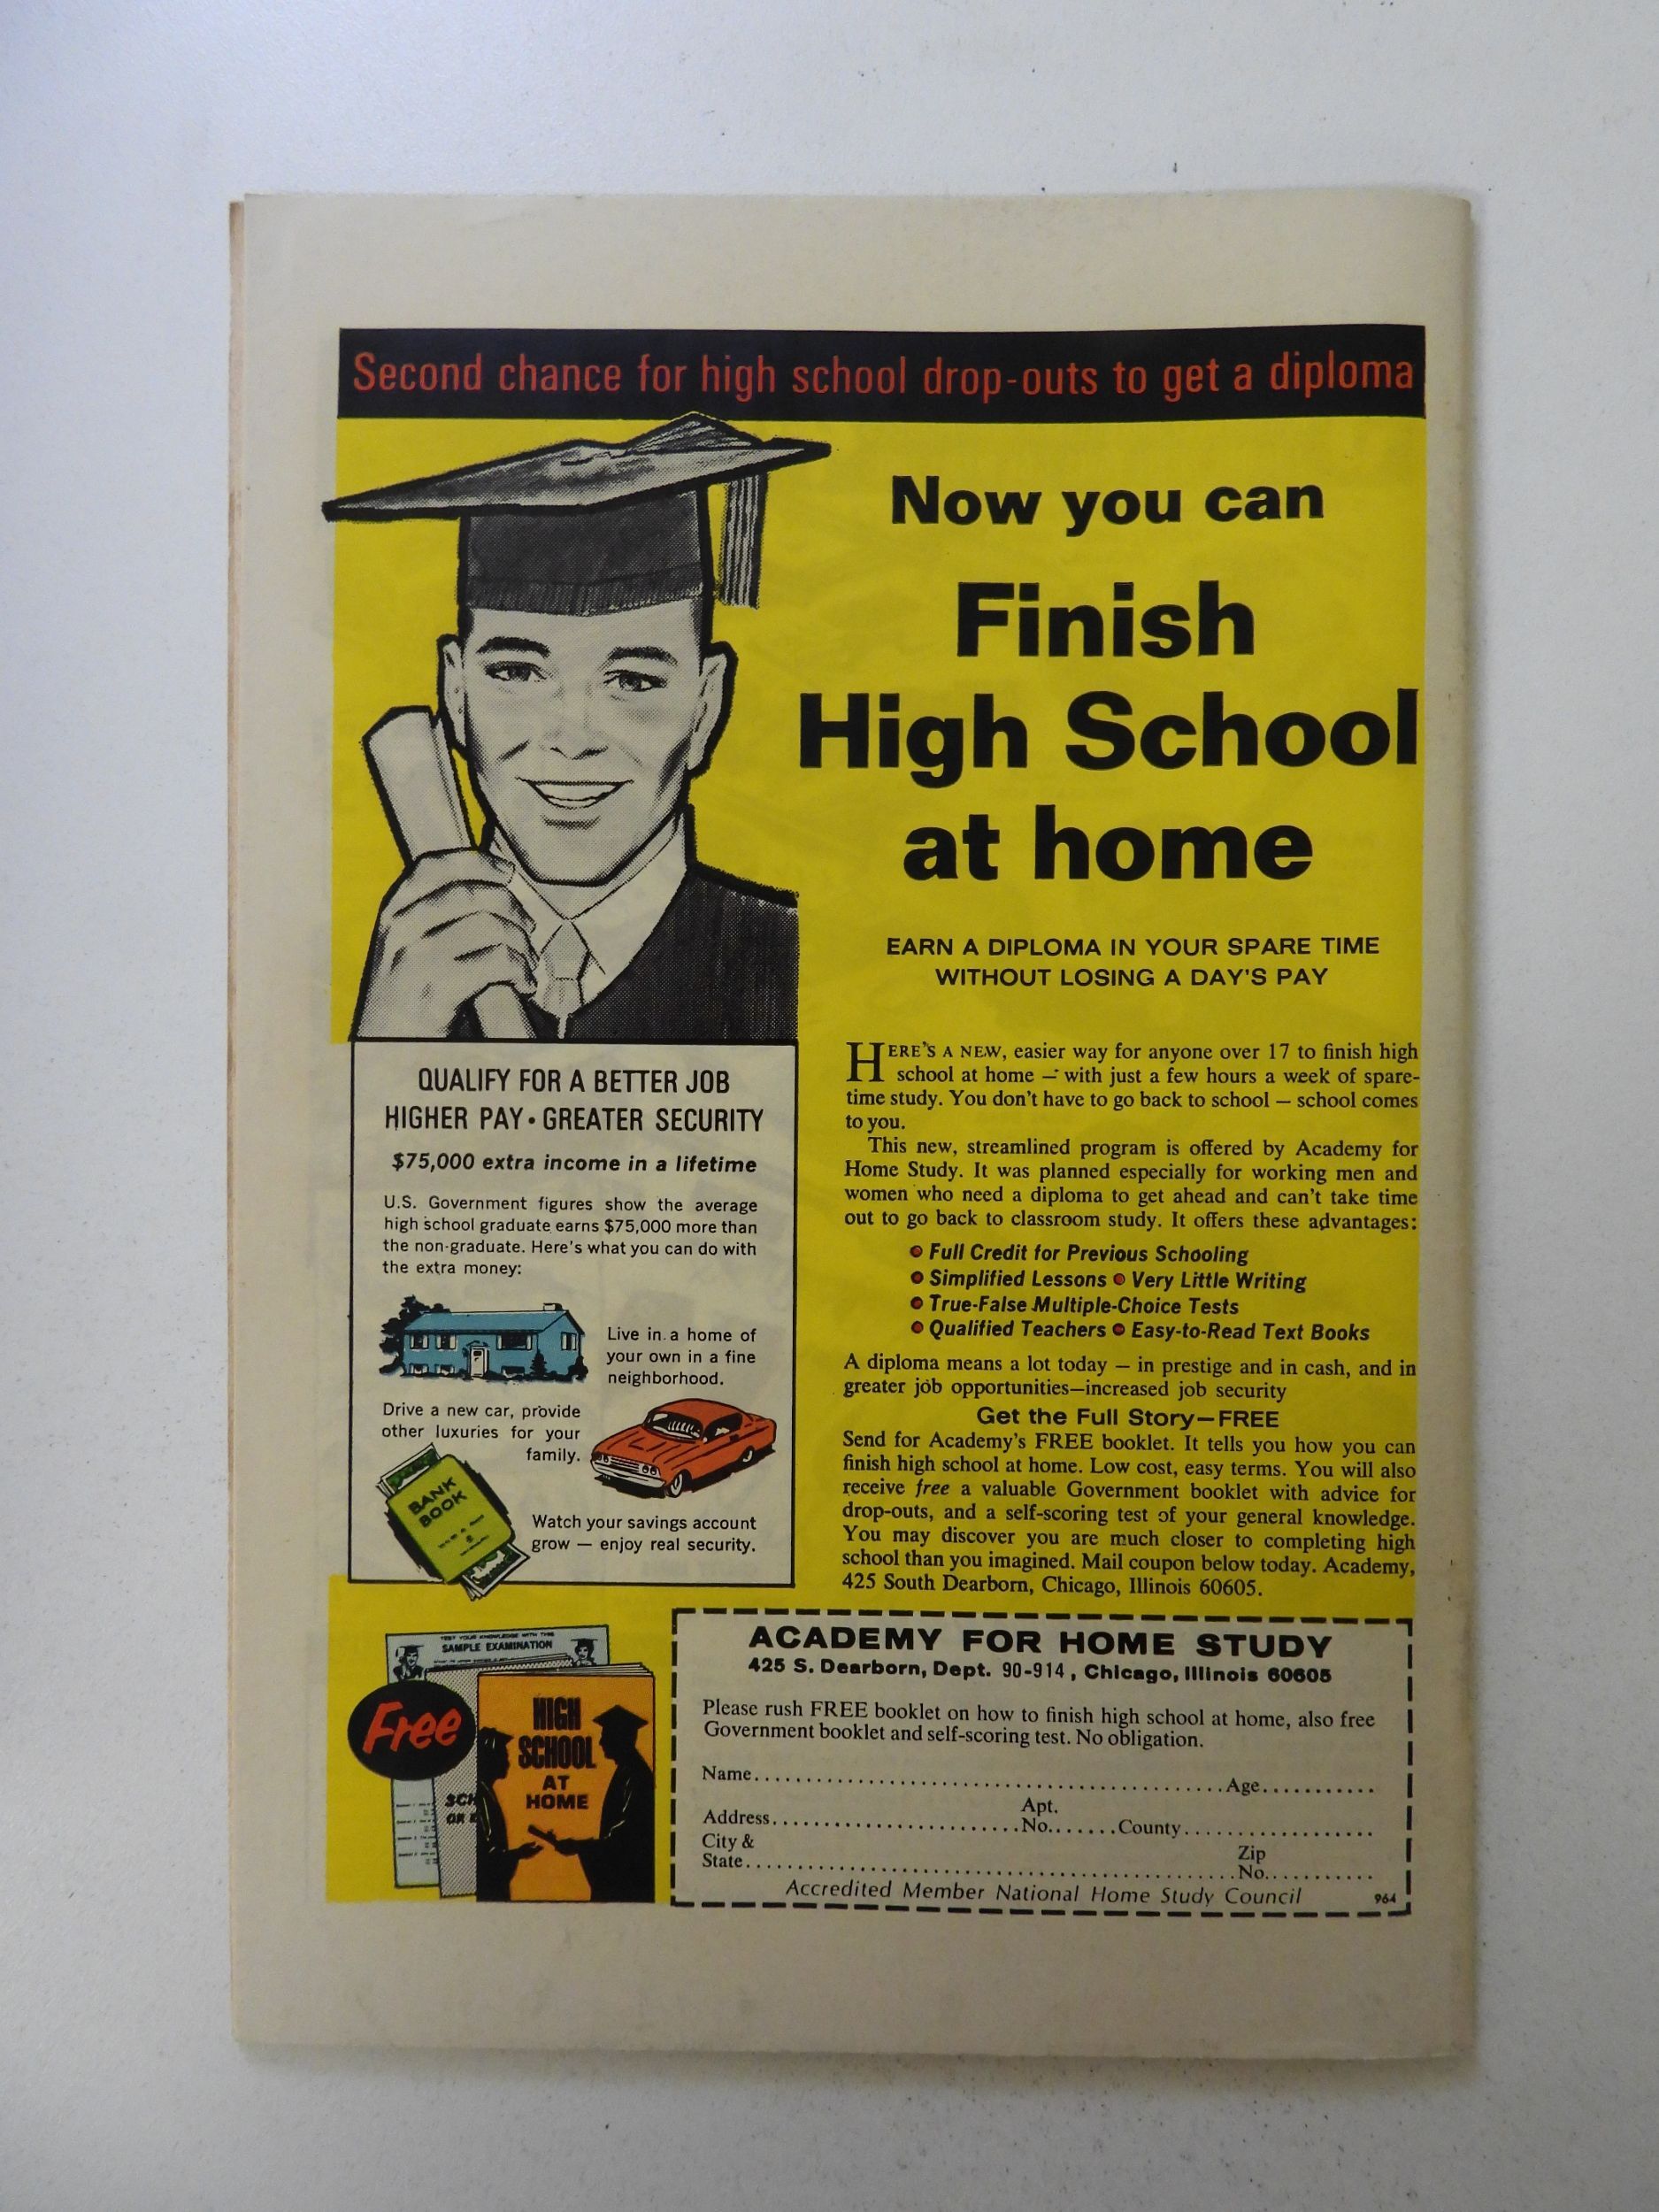 Second chance for high school drop-outs to get a diploma
Now you can
Finish
High School
at home
EARN A DIPLOMA IN YOUR SPARE TIME
WITHOUT LOSING A DAY'S PAY
QUALIFY FOR A BETTER JOB
HIGHER PAY • GREATER SECURITY
$75,000 extra income in a lifetime
U.S. Government figures show the average
high school graduate earns $75,000 more than
the non-graduate. Here's what you can do with
the extra money:
Live in a home of
your own in a fine
neighborhood.
Drive a new car, provide
other luxuries for your
family.
BANK
BOOK
Watch your savings account
grow — enjoy real security.
HERE'S A NEW, easier way for anyone over 17 to finish high
school at home — with just a few hours a week of spare-
time study. You don't have to go back to school — school comes
to you.
This new, streamlined program is offered by Academy for
Home Study. It was planned especially for working men and
women who need a diploma to get ahead and can't take time
out to go back to classroom study. It offers these advantages:
• Full Credit for Previous Schooling
• Simplified Lessons • Very Little Writing
• True-False Multiple-Choice Tests
• Qualified Teachers • Easy-to-Read Text Books
A diploma means a lot today — in prestige and in cash, and in
greater job opportunities—increased job security
Get the Full Story—FREE
Send for Academy's FREE booklet. It tells you how you can
finish high school at home. Low cost, easy terms. You will also
receive free a valuable Government booklet with advice for
drop-outs, and a self-scoring test of your general knowledge.
You may discover you are much closer to completing high
school than you imagined. Mail coupon below today. Academy,
425 South Dearborn, Chicago, Illinois 60605.
TEST YOUR KNOWLEDGE WITH THIS
SAMPLE EXAMINATION
Free
SCH
OR
HIGH
SCHOOL
AT
HOME
ACADEMY FOR HOME STUDY
425 S. Dearborn, Dept. 90-914, Chicago, Illinois 60605
Please rush FREE booklet on how to finish high school at home, also free
Government booklet and self-scoring test. No obligation.
Name.............................................Age...........
Address........................Apt. No.......County..................
City &
State...............................................Zip No...........
Accredited Member National Home Study Council
964